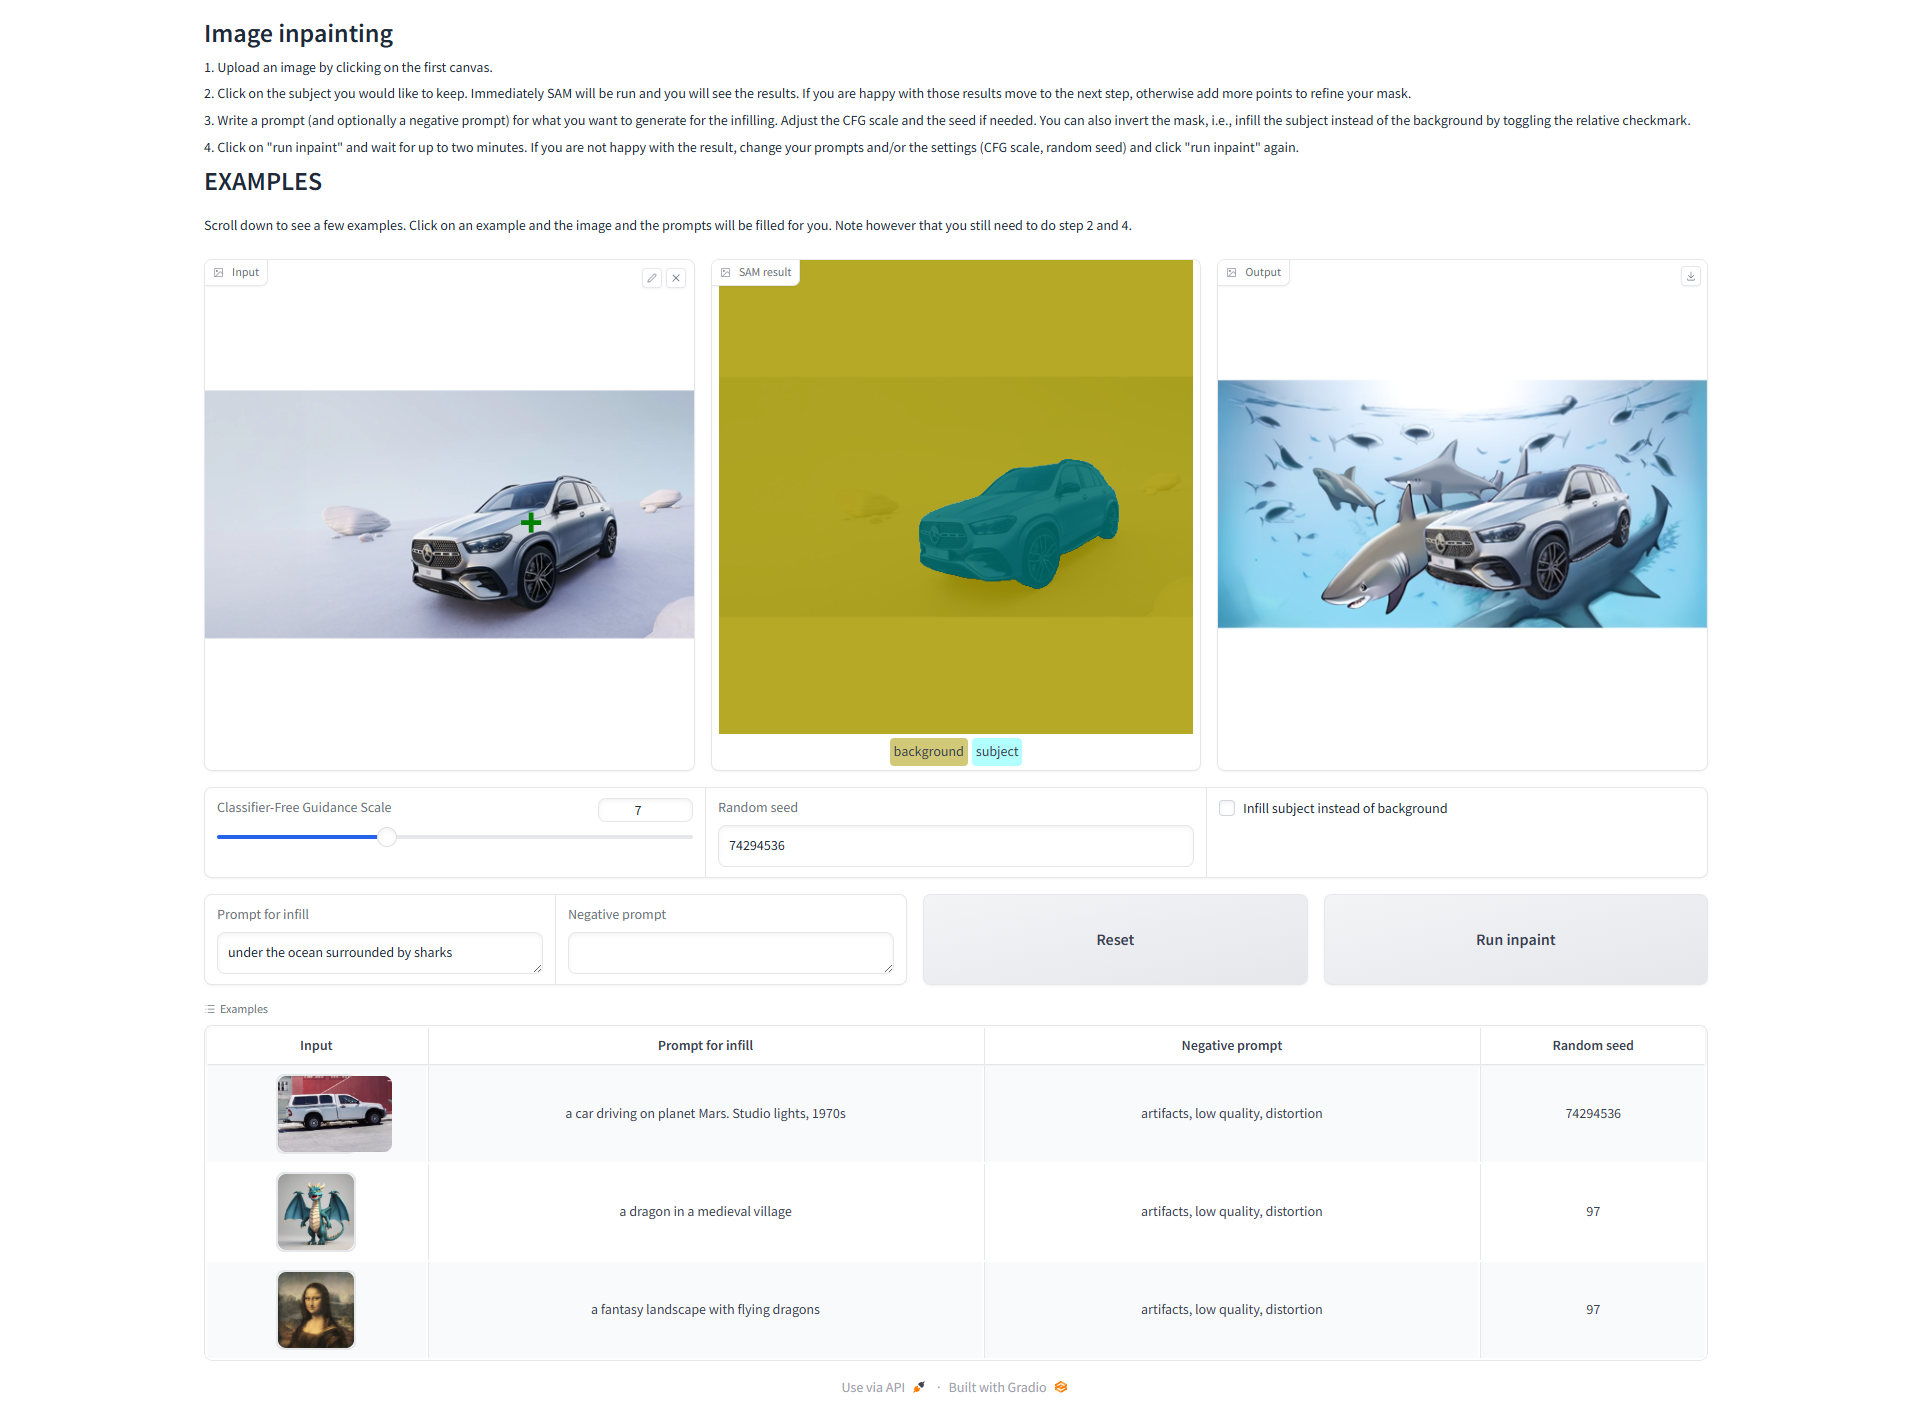 Image inpainting
1. Upload an image by clicking on the first canvas.
2. Click on the subject you would like to keep. Immediately SAM will be run and you will see the results. If you are happy with those results move to the next step, otherwise add more points to refine your mask.
3. Write a prompt (and optionally a negative prompt) for what you want to generate for the infilling. Adjust the CFG scale and the seed if needed. You can also invert the mask, i.e., infill the subject instead of the background by toggling the relative checkmark.
4. Click on "run inpaint" and wait for up to two minutes. If you are not happy with the result, change your prompts and/or the settings (CFG scale, random seed) and click "run inpaint" again.
EXAMPLES
Scroll down to see a few examples. Click on an example and the image and the prompts will be filled for you. Note however that you still need to do step 2 and 4.
Input
SAM result
Output
background subject
Classifier-Free Guidance Scale
7
Random seed
74294536
Infill subject instead of background
Prompt for infill
under the ocean surrounded by sharks
Negative prompt
Reset
Run inpaint
Examples
Input Prompt for infill Negative prompt Random seed
a car driving on planet Mars. Studio lights, 1970s artifacts, low quality, distortion 74294536
a dragon in a medieval village artifacts, low quality, distortion 97
a fantasy landscape with flying dragons artifacts, low quality, distortion 97
Use via API · Built with Gradio